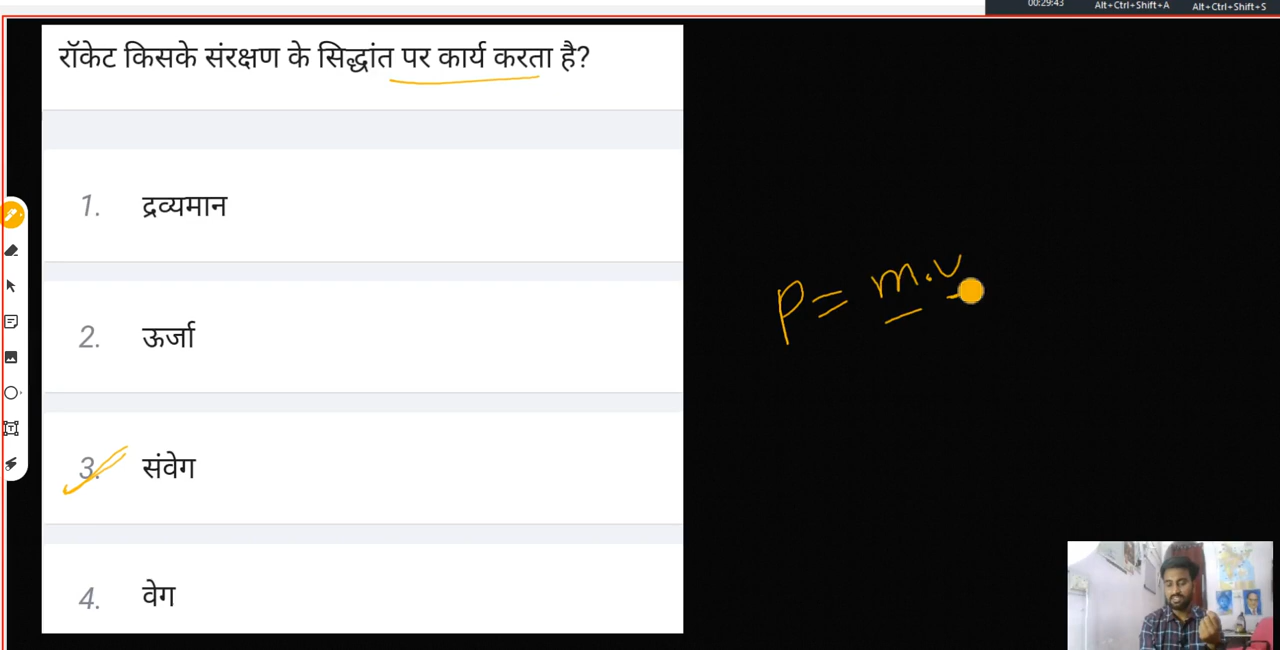 00:29:43 Alt+Ctrl+Shift+A Alt+Ctrl+Shift+S
रॉकेट किसके संरक्षण के सिद्धांत पर कार्य करता है?
1. द्रव्यमान
2. ऊर्जा
P = m.v
3. संवेग
4. वेग